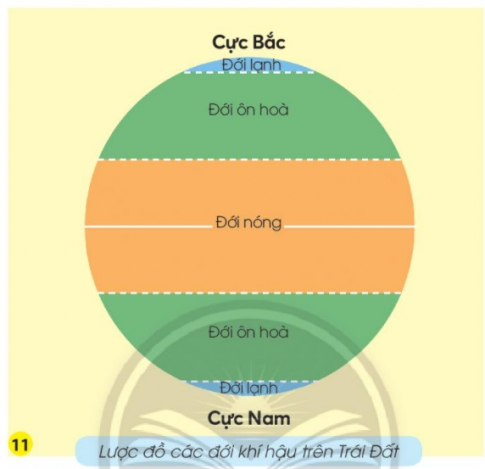 Cực Bắc
Đới lạnh
Đới ôn hoà
Đới nóng
Đới ôn hoà
Đới lạnh
Cực Nam
11
Lược đồ các đới khí hậu trên Trái Đất